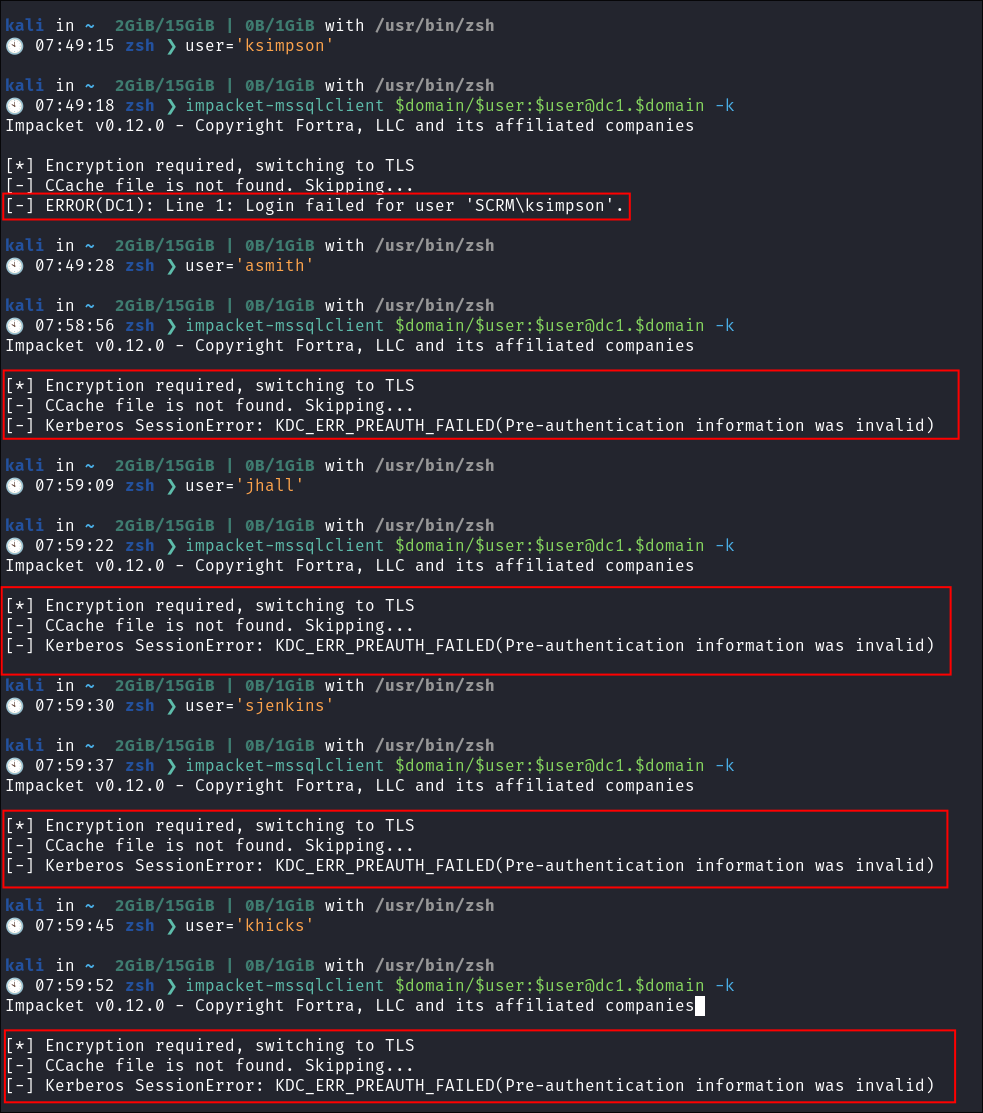 kali in ~  2GiB/15GiB | 0B/1GiB with /usr/bin/zsh
🕙 07:49:15 zsh ❯ user='ksimpson'
kali in ~  2GiB/15GiB | 0B/1GiB with /usr/bin/zsh
🕙 07:49:18 zsh ❯ impacket-mssqlclient $domain/$user:$user@dc1.$domain -k
Impacket v0.12.0 - Copyright Fortra, LLC and its affiliated companies
[*] Encryption required, switching to TLS
[-] CCache file is not found. Skipping...
[-] ERROR(DC1): Line 1: Login failed for user 'SCRM\ksimpson'.
kali in ~  2GiB/15GiB | 0B/1GiB with /usr/bin/zsh
🕙 07:49:28 zsh ❯ user='asmith'
kali in ~  2GiB/15GiB | 0B/1GiB with /usr/bin/zsh
🕙 07:58:56 zsh ❯ impacket-mssqlclient $domain/$user:$user@dc1.$domain -k
Impacket v0.12.0 - Copyright Fortra, LLC and its affiliated companies
[*] Encryption required, switching to TLS
[-] CCache file is not found. Skipping...
[-] Kerberos SessionError: KDC_ERR_PREAUTH_FAILED(Pre-authentication information was invalid)
kali in ~  2GiB/15GiB | 0B/1GiB with /usr/bin/zsh
🕙 07:59:09 zsh ❯ user='jhall'
kali in ~  2GiB/15GiB | 0B/1GiB with /usr/bin/zsh
🕙 07:59:22 zsh ❯ impacket-mssqlclient $domain/$user:$user@dc1.$domain -k
Impacket v0.12.0 - Copyright Fortra, LLC and its affiliated companies
[*] Encryption required, switching to TLS
[-] CCache file is not found. Skipping...
[-] Kerberos SessionError: KDC_ERR_PREAUTH_FAILED(Pre-authentication information was invalid)
kali in ~  2GiB/15GiB | 0B/1GiB with /usr/bin/zsh
🕙 07:59:30 zsh ❯ user='sjenkins'
kali in ~  2GiB/15GiB | 0B/1GiB with /usr/bin/zsh
🕙 07:59:37 zsh ❯ impacket-mssqlclient $domain/$user:$user@dc1.$domain -k
Impacket v0.12.0 - Copyright Fortra, LLC and its affiliated companies
[*] Encryption required, switching to TLS
[-] CCache file is not found. Skipping...
[-] Kerberos SessionError: KDC_ERR_PREAUTH_FAILED(Pre-authentication information was invalid)
kali in ~  2GiB/15GiB | 0B/1GiB with /usr/bin/zsh
🕙 07:59:45 zsh ❯ user='khicks'
kali in ~  2GiB/15GiB | 0B/1GiB with /usr/bin/zsh
🕙 07:59:52 zsh ❯ impacket-mssqlclient $domain/$user:$user@dc1.$domain -k
Impacket v0.12.0 - Copyright Fortra, LLC and its affiliated companies
[*] Encryption required, switching to TLS
[-] CCache file is not found. Skipping...
[-] Kerberos SessionError: KDC_ERR_PREAUTH_FAILED(Pre-authentication information was invalid)